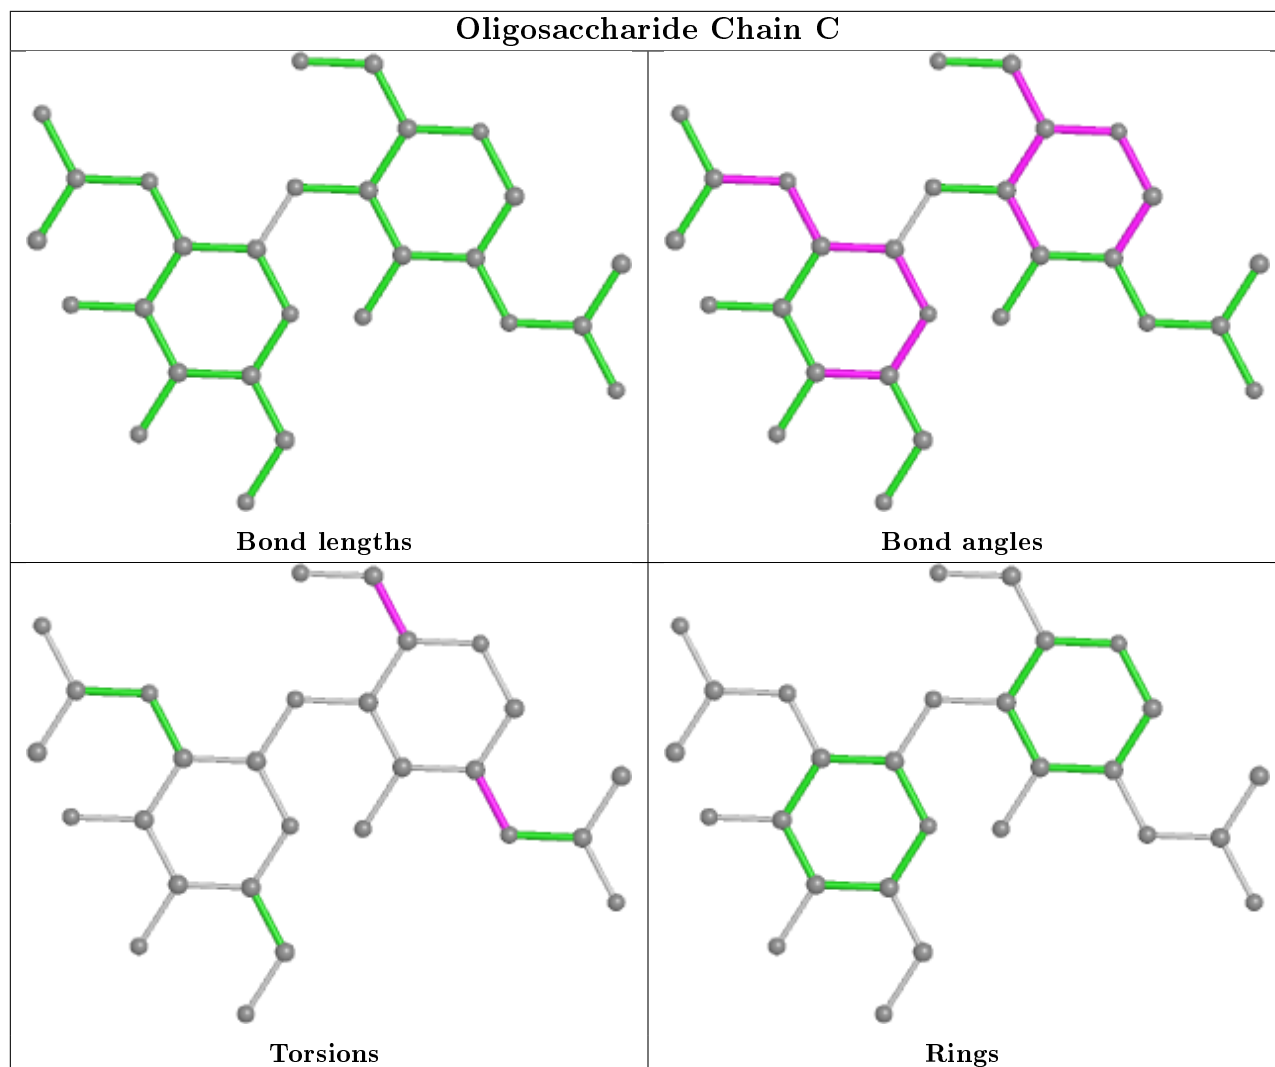 Oligosaccharide Chain C
Bond lengths
Bond angles
Torsions
Rings